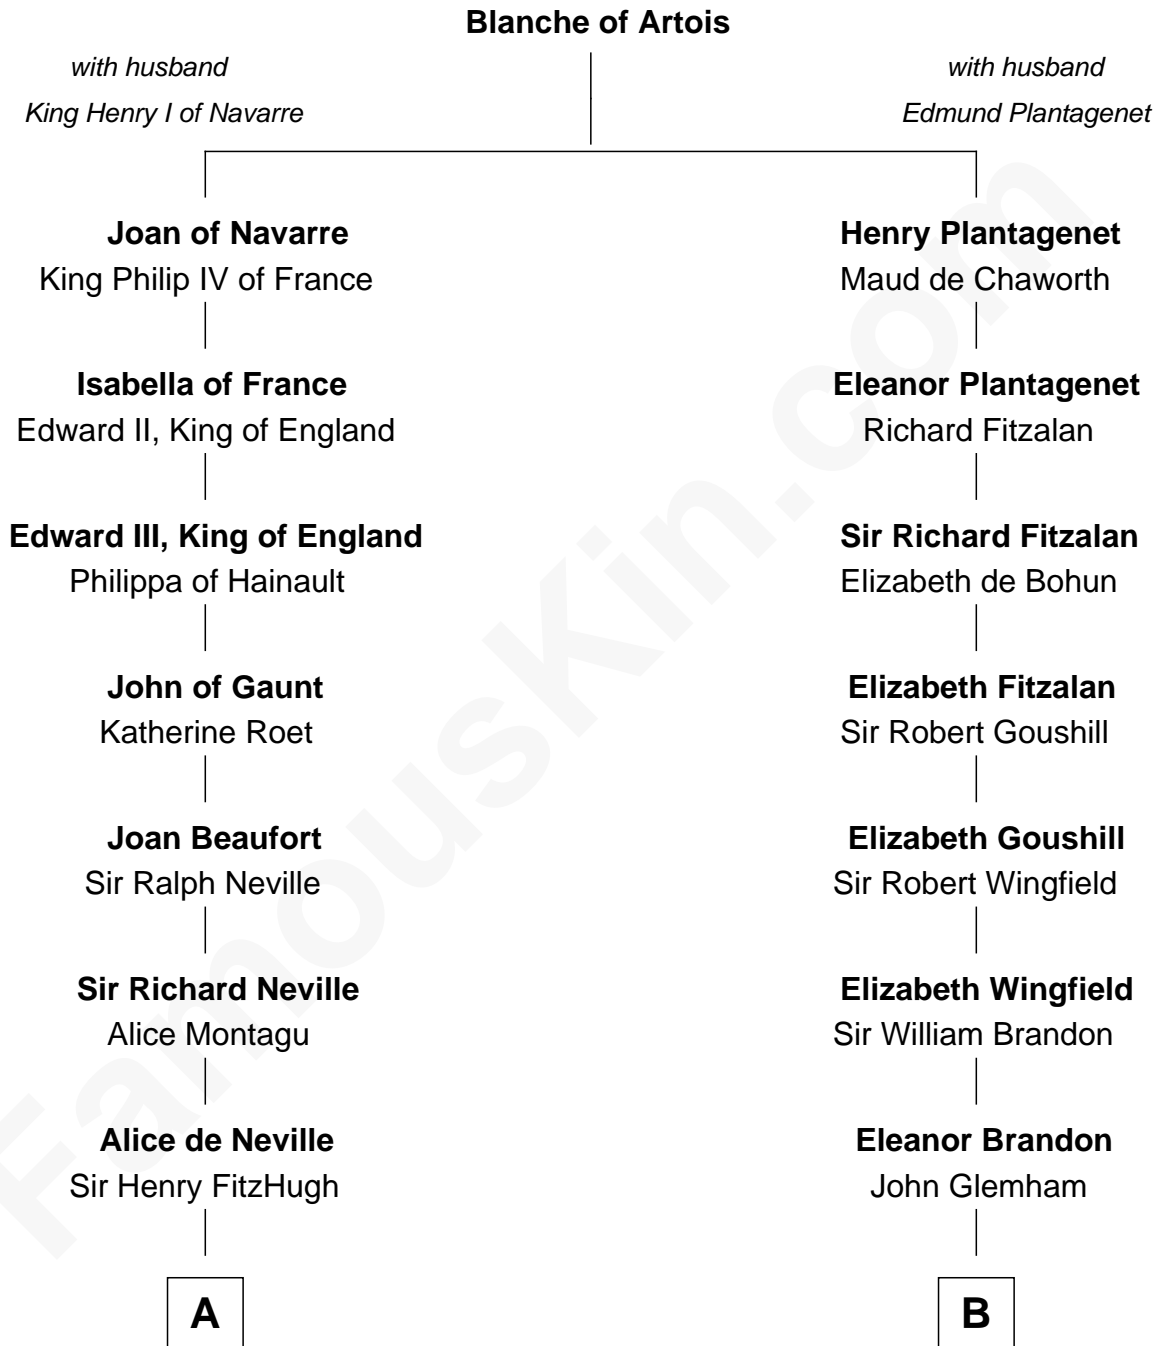 Blanche of Artois
with husband
King Henry I of Navarre
with husband
Edmund Plantagenet
Joan of Navarre
King Philip IV of France
Henry Plantagenet
Maud de Chaworth
Isabella of France
Edward II, King of England
Eleanor Plantagenet
Richard Fitzalan
Edward III, King of England
Philippa of Hainault
Sir Richard Fitzalan
Elizabeth de Bohun
John of Gaunt
Katherine Roet
Elizabeth Fitzalan
Sir Robert Goushill
Joan Beaufort
Sir Ralph Neville
Elizabeth Goushill
Sir Robert Wingfield
Sir Richard Neville
Alice Montagu
Elizabeth Wingfield
Sir William Brandon
Alice de Neville
Sir Henry FitzHugh
Eleanor Brandon
John Glemham
A
B
FamousKin.com